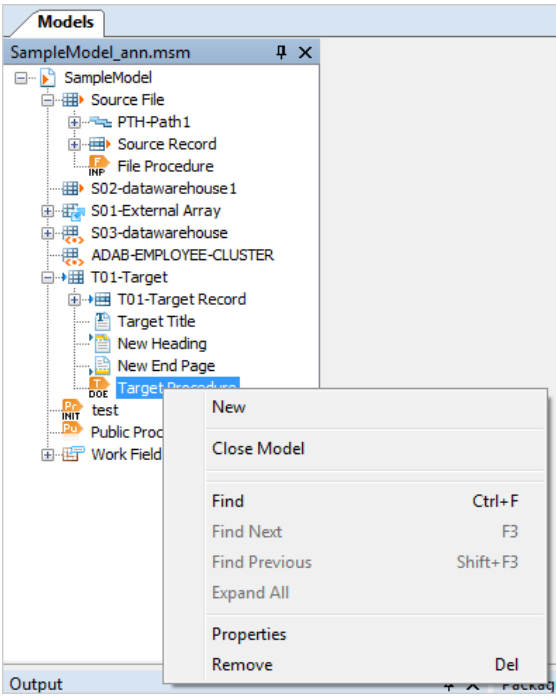 Models
SampleModel_ann.msm
SampleModel
Source File
PTH-Path1
Source Record
INP
File Procedure
S02-datawarehouse1
S01-External Array
S03-datawarehouse
ADAB-EMPLOYEE-CLUSTER
T01-Target
T01-Target Record
Target Title
New Heading
New End Page
DOE
Target Procedure
INIT
test
Public Proc
Work Field
New
Close Model
Find Ctrl+F
Find Next F3
Find Previous Shift+F3
Expand All
Properties
Remove Del
Output
Packag